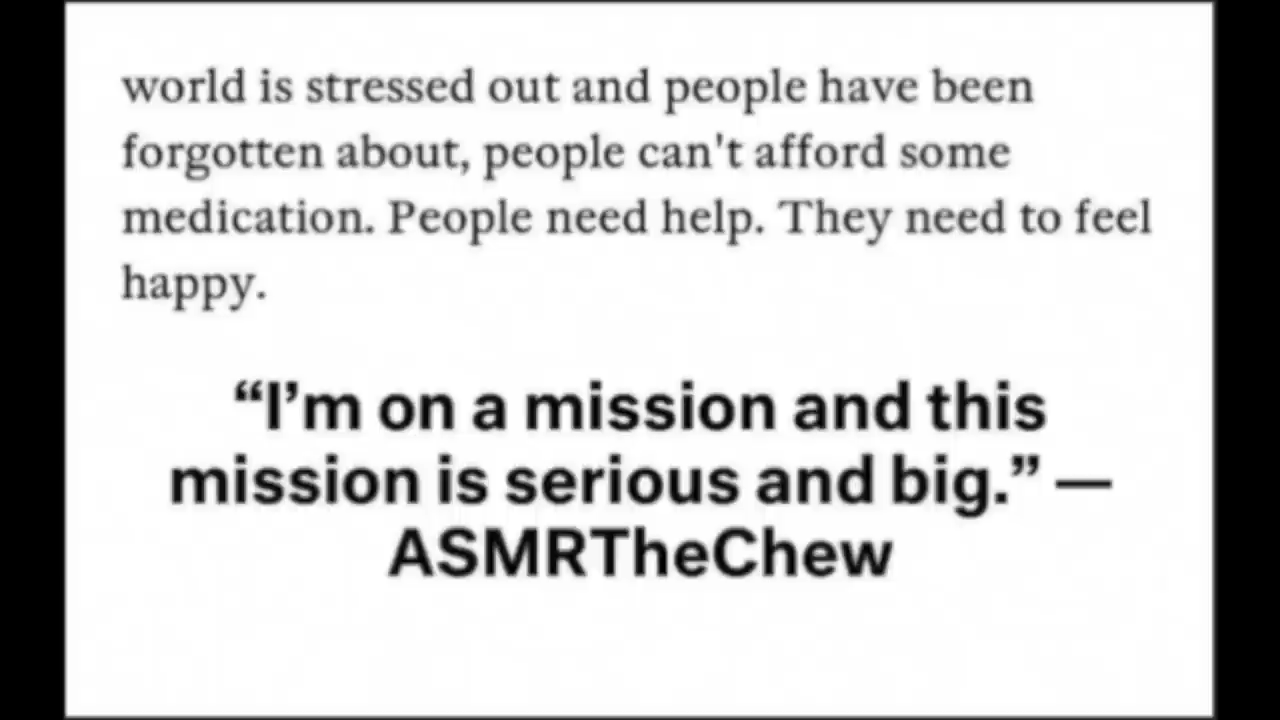 world is stressed out and people have been
forgotten about, people can't afford some
medication. People need help. They need to feel
happy.
“I’m on a mission and this
mission is serious and big.” —
ASMRTheChew